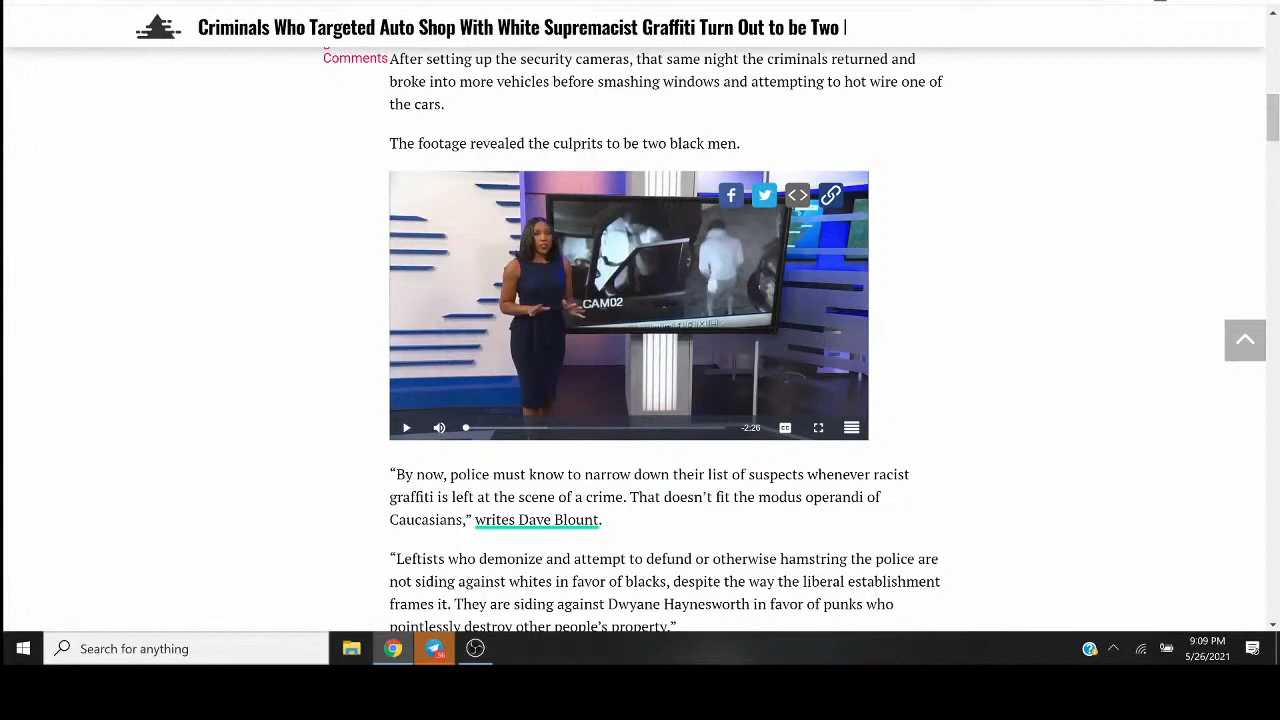 Criminals Who Targeted Auto Shop With White Supremacist Graffiti Turn Out to be Two
Comments
After setting up the security cameras, that same night the criminals returned and
broke into more vehicles before smashing windows and attempting to hot wire one of
the cars.
The footage revealed the culprits to be two black men.
CAM02
-2:26
CC
“By now, police must know to narrow down their list of suspects whenever racist
graffiti is left at the scene of a crime. That doesn’t fit the modus operandi of
Caucasians,” writes Dave Blount.
“Leftists who demonize and attempt to defund or otherwise hamstring the police are
not siding against whites in favor of blacks, despite the way the liberal establishment
frames it. They are siding against Dwyane Haynesworth in favor of punks who
pointlessly destroy other people’s property.”
Search for anything
9:09 PM
5/26/2021